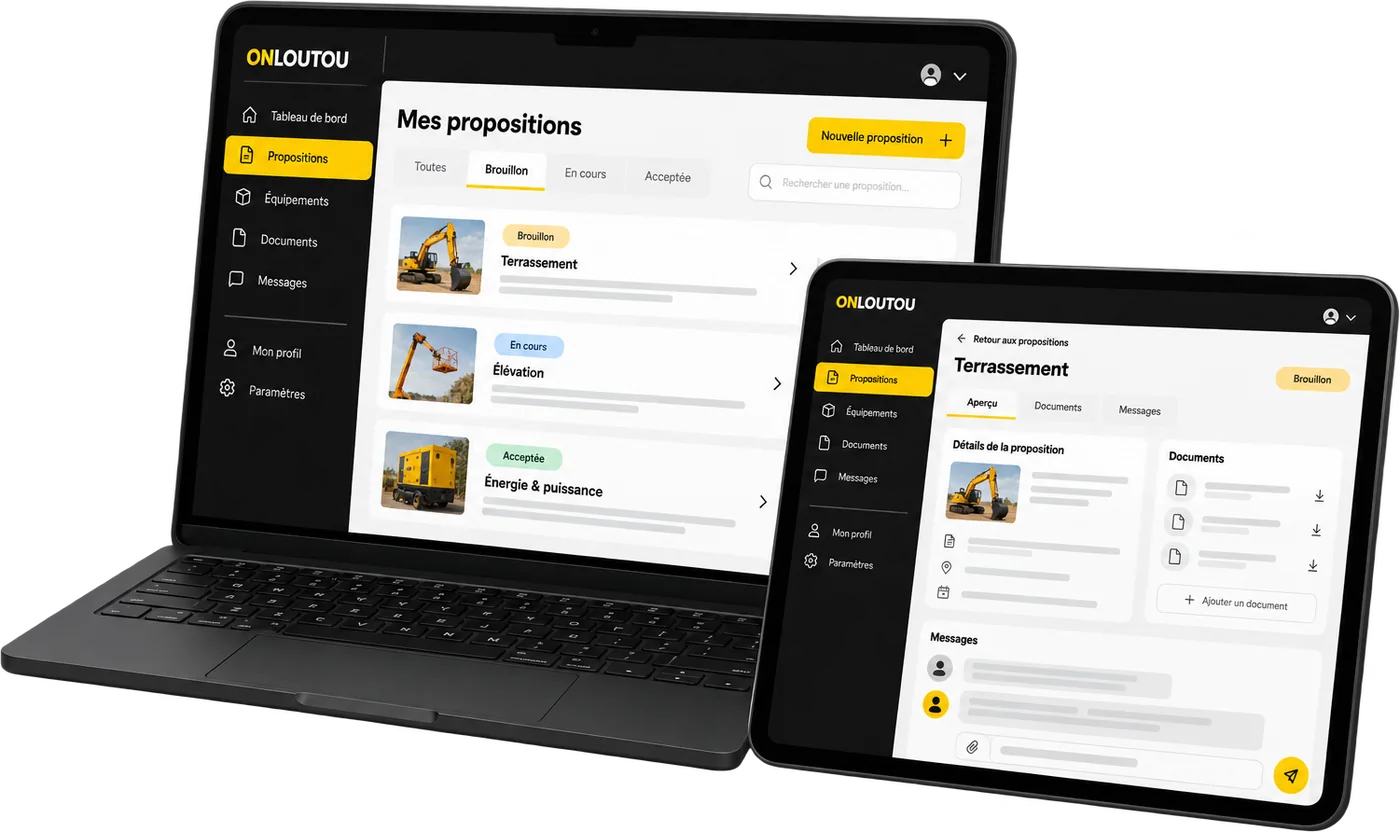 ONLOUTOU
Tableau de bord
Propositions
Équipements
Documents
Messages
Mon profil
Paramètres
Mes propositions
Nouvelle proposition +
Toutes
Brouillon
En cours
Acceptée
Rechercher une proposition...
Brouillon
Terrassement
En cours
Élévation
Acceptée
Énergie & puissance
ONLOUTOU
Tableau de bord
Propositions
Équipements
Documents
Messages
Mon profil
Paramètres
Retour aux propositions
Terrassement
Brouillon
Aperçu
Documents
Messages
Détails de la proposition
Documents
+ Ajouter un document
Messages